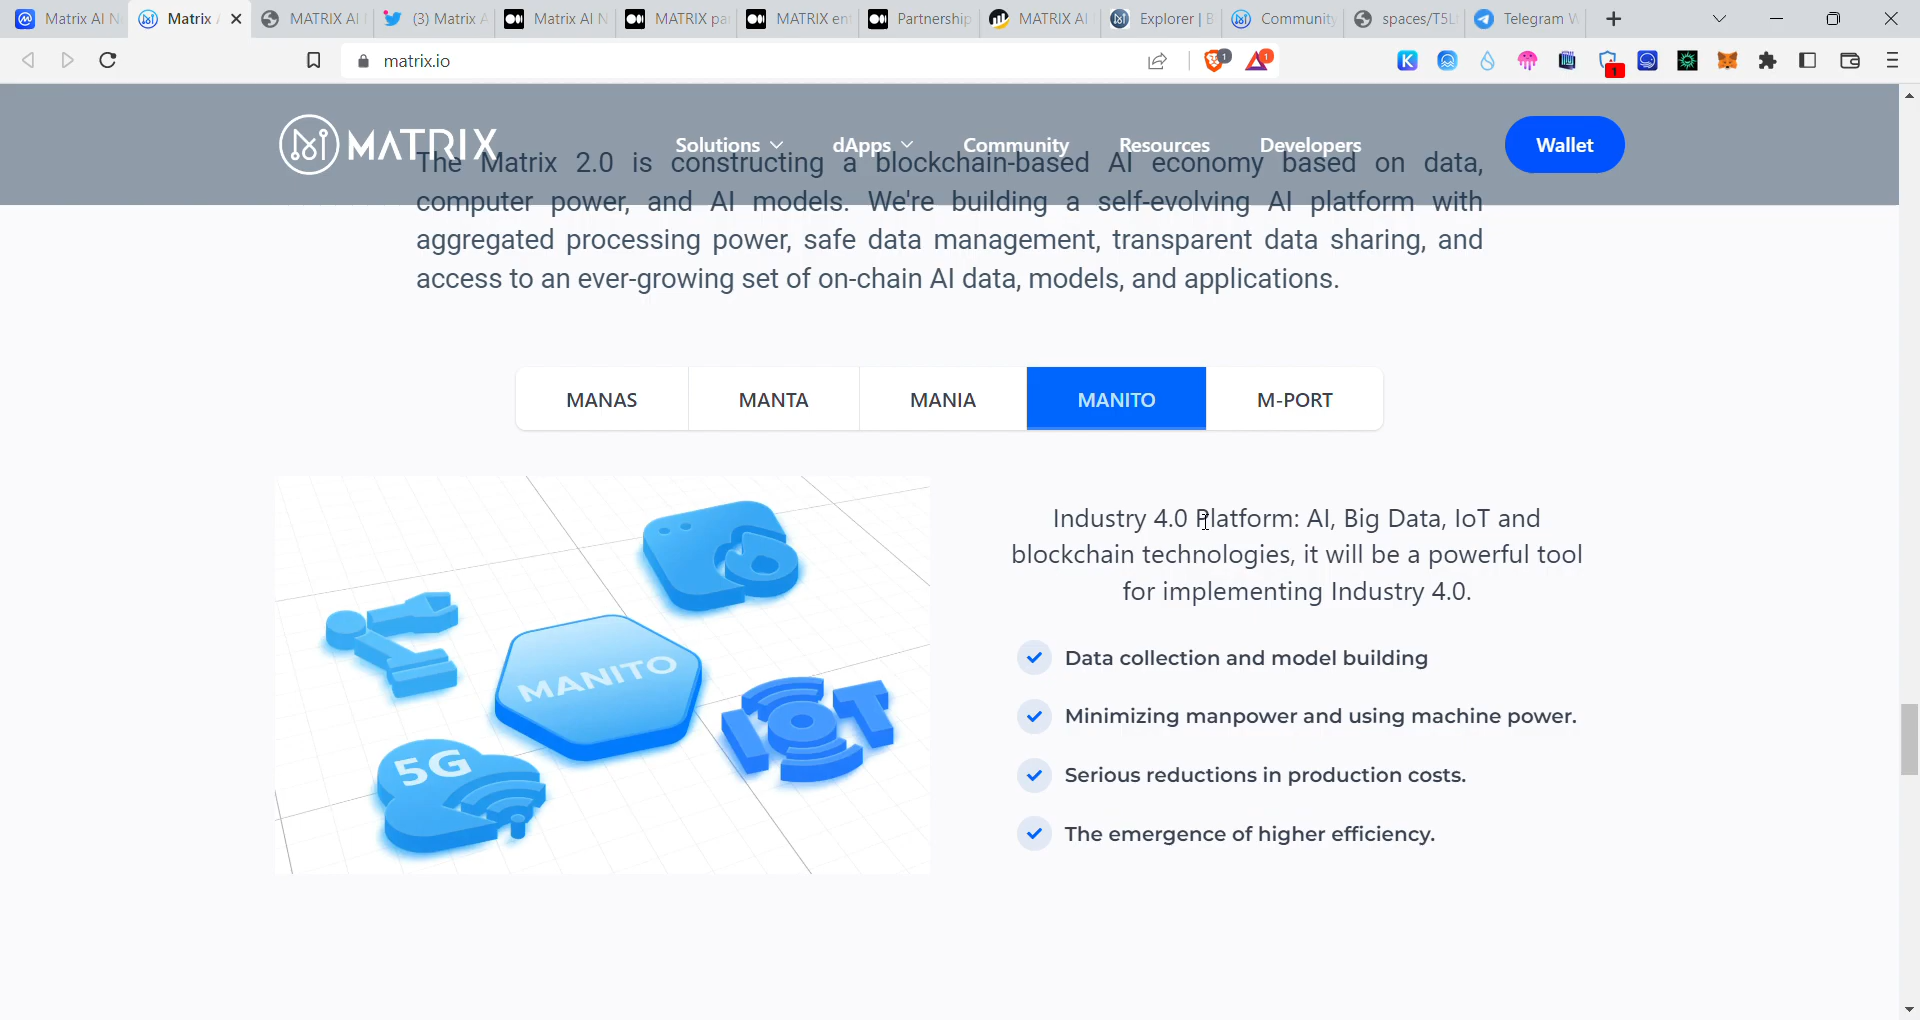 Matrix AI N
Matrix
MATRIX AI
(3) Matrix A
Matrix AI N
MATRIX pa
MATRIX en
Partnership
MATRIX AI
Explorer | B
Community
spaces/T5L
Telegram W
matrix.io
1
1
1
MATRIX
Solutions
dApps
Community
Resources
Developers
Wallet
The Matrix 2.0 is constructing a blockchain-based AI economy based on data,
computer power, and AI models. We're building a self-evolving AI platform with
aggregated processing power, safe data management, transparent data sharing, and
access to an ever-growing set of on-chain AI data, models, and applications.
MANAS
MANTA
MANIA
MANITO
M-PORT
MANITO
IOT
5G
Industry 4.0 Platform: AI, Big Data, IoT and
blockchain technologies, it will be a powerful tool
for implementing Industry 4.0.
Data collection and model building
Minimizing manpower and using machine power.
Serious reductions in production costs.
The emergence of higher efficiency.